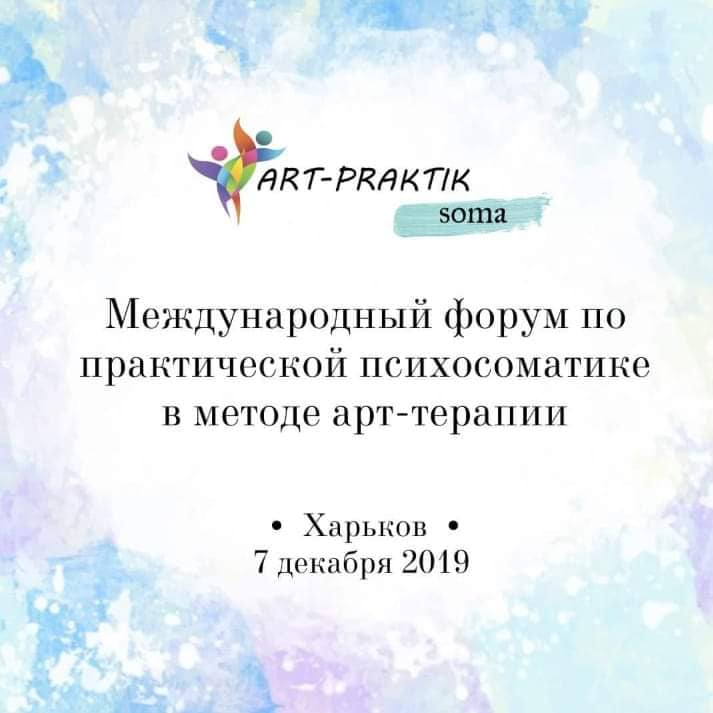 ART-PRAKTIK
soma
Международный форум по
практической психосоматике
в методе арт-терапии
• Харьков •
7 декабря 2019